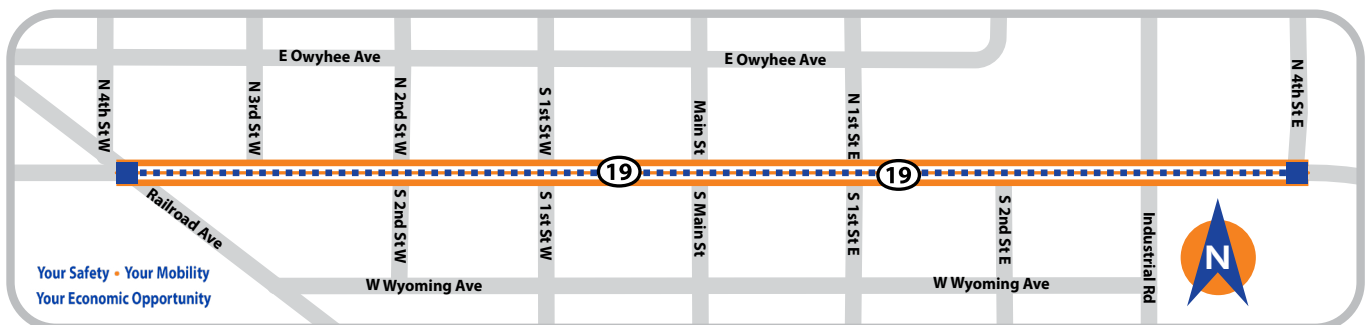 E Owyhee Ave
E Owyhee Ave
N 4th St W
N 3rd St W
N 2nd St W
S 1st St W
Main St
N 1st St E
N 4th St E
19
19
Railroad Ave
S 2nd St W
S 1st St W
S Main St
S 1st St E
S 2nd St E
Industrial Rd
N
Your Safety • Your Mobility
Your Economic Opportunity
W Wyoming Ave
W Wyoming Ave